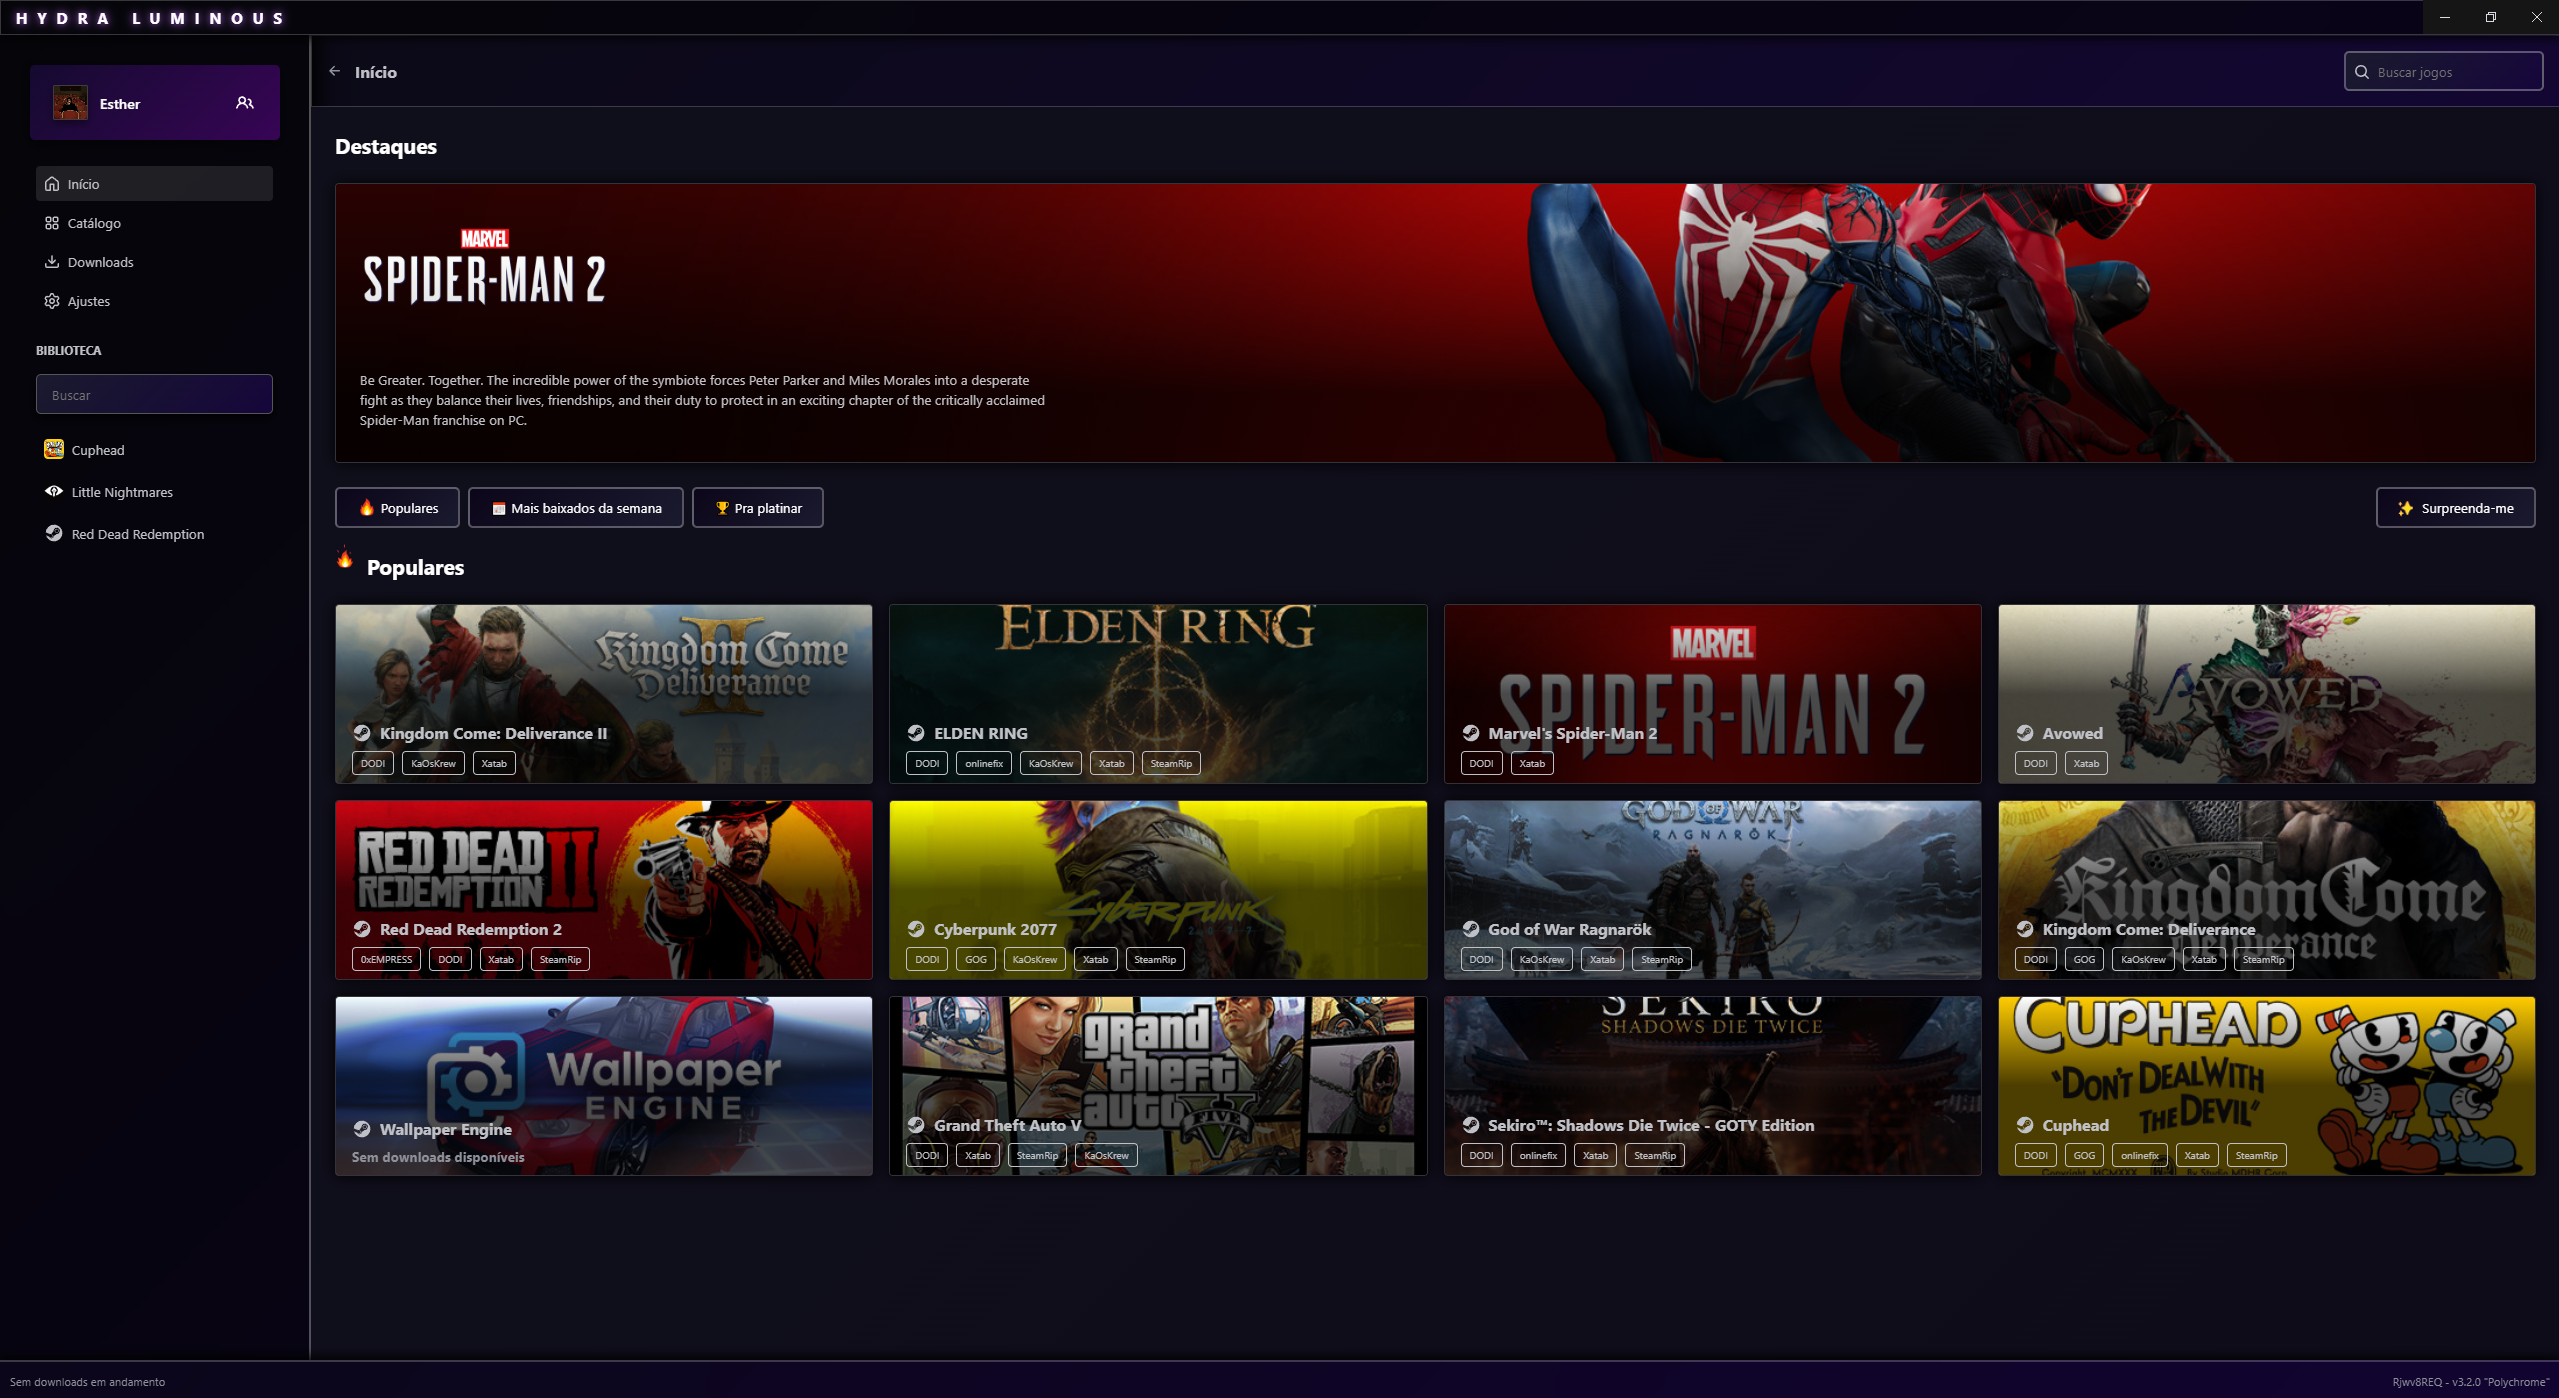 HYDRA LUMINOUS
Esther
Início
Catálogo
Downloads
Ajustes
BIBLIOTECA
Buscar
Cuphead
Little Nightmares
Red Dead Redemption
Início
Buscar jogos
Destaques
MARVEL
SPIDER-MAN 2
Be Greater. Together. The incredible power of the symbiote forces Peter Parker and Miles Morales into a desperate
fight as they balance their lives, friendships, and their duty to protect in an exciting chapter of the critically acclaimed
Spider-Man franchise on PC.
Populares
Mais baixados da semana
Pra platinar
Surpreenda-me
Populares
Kingdom Come
II
Deliverance
Kingdom Come: Deliverance II
DODI KaOsKrew Xatab
ELDEN RING
ELDEN RING
DODI onlinefix KaOsKrew Xatab SteamRip
MARVEL
SPIDER-MAN 2
Marvel's Spider-Man 2
DODI Xatab
AVOWED
Avowed
DODI Xatab
RED DEAD
REDEMPTION II
Red Dead Redemption 2
0xEMPRESS DODI Xatab SteamRip
Cyberpunk
2077
Cyberpunk 2077
DODI GOG KaOsKrew Xatab SteamRip
GOD OF WAR
RAGNARÖK
God of War Ragnarök
DODI KaOsKrew Xatab SteamRip
Kingdom Come
Deliverance
Kingdom Come: Deliverance
DODI GOG KaOsKrew Xatab SteamRip
Wallpaper
ENGINE
Wallpaper Engine
Sem downloads disponíveis
grand
theft
auto V
FIVE
Grand Theft Auto V
DODI Xatab SteamRip KaOsKrew
SEKIRO
SHADOWS DIE TWICE
Sekiro™: Shadows Die Twice - GOTY Edition
DODI onlinefix Xatab SteamRip
CUPHEAD
"DON'T DEAL WITH
THE DEVIL"
Cuphead
DODI GOG onlinefix Xatab SteamRip
Sem downloads em andamento
Rjwv8REQ - v3.2.0 "Polychrome"